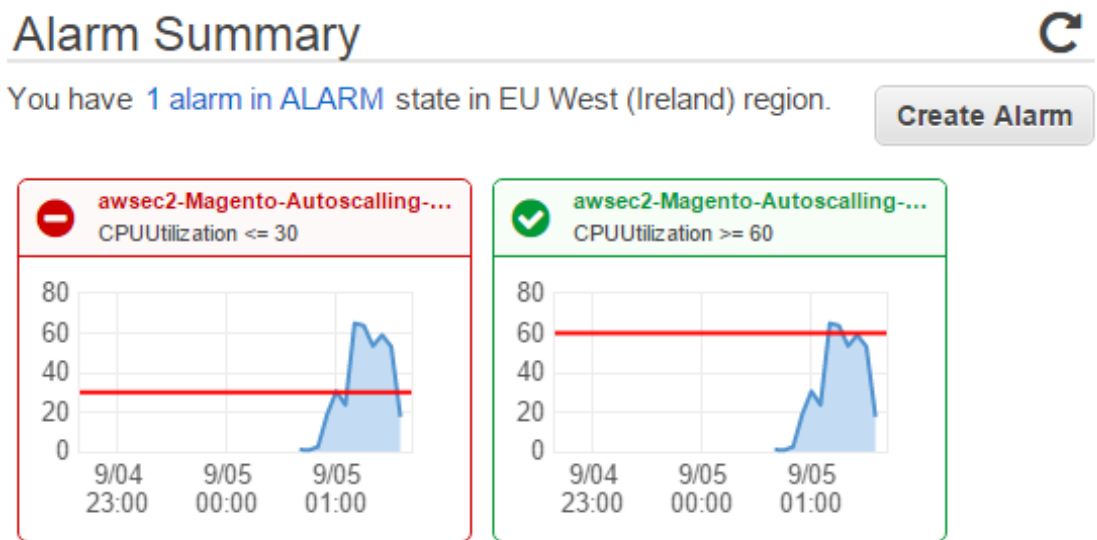 Alarm Summary
You have 1 alarm in ALARM state in EU West (Ireland) region.
Create Alarm
awsec2-Magento-Autoscalling-...
CPUUtilization <= 30
80
60
40
20
0
9/04 9/05 9/05
23:00 00:00 01:00
awsec2-Magento-Autoscalling-...
CPUUtilization >= 60
80
60
40
20
0
9/04 9/05 9/05
23:00 00:00 01:00